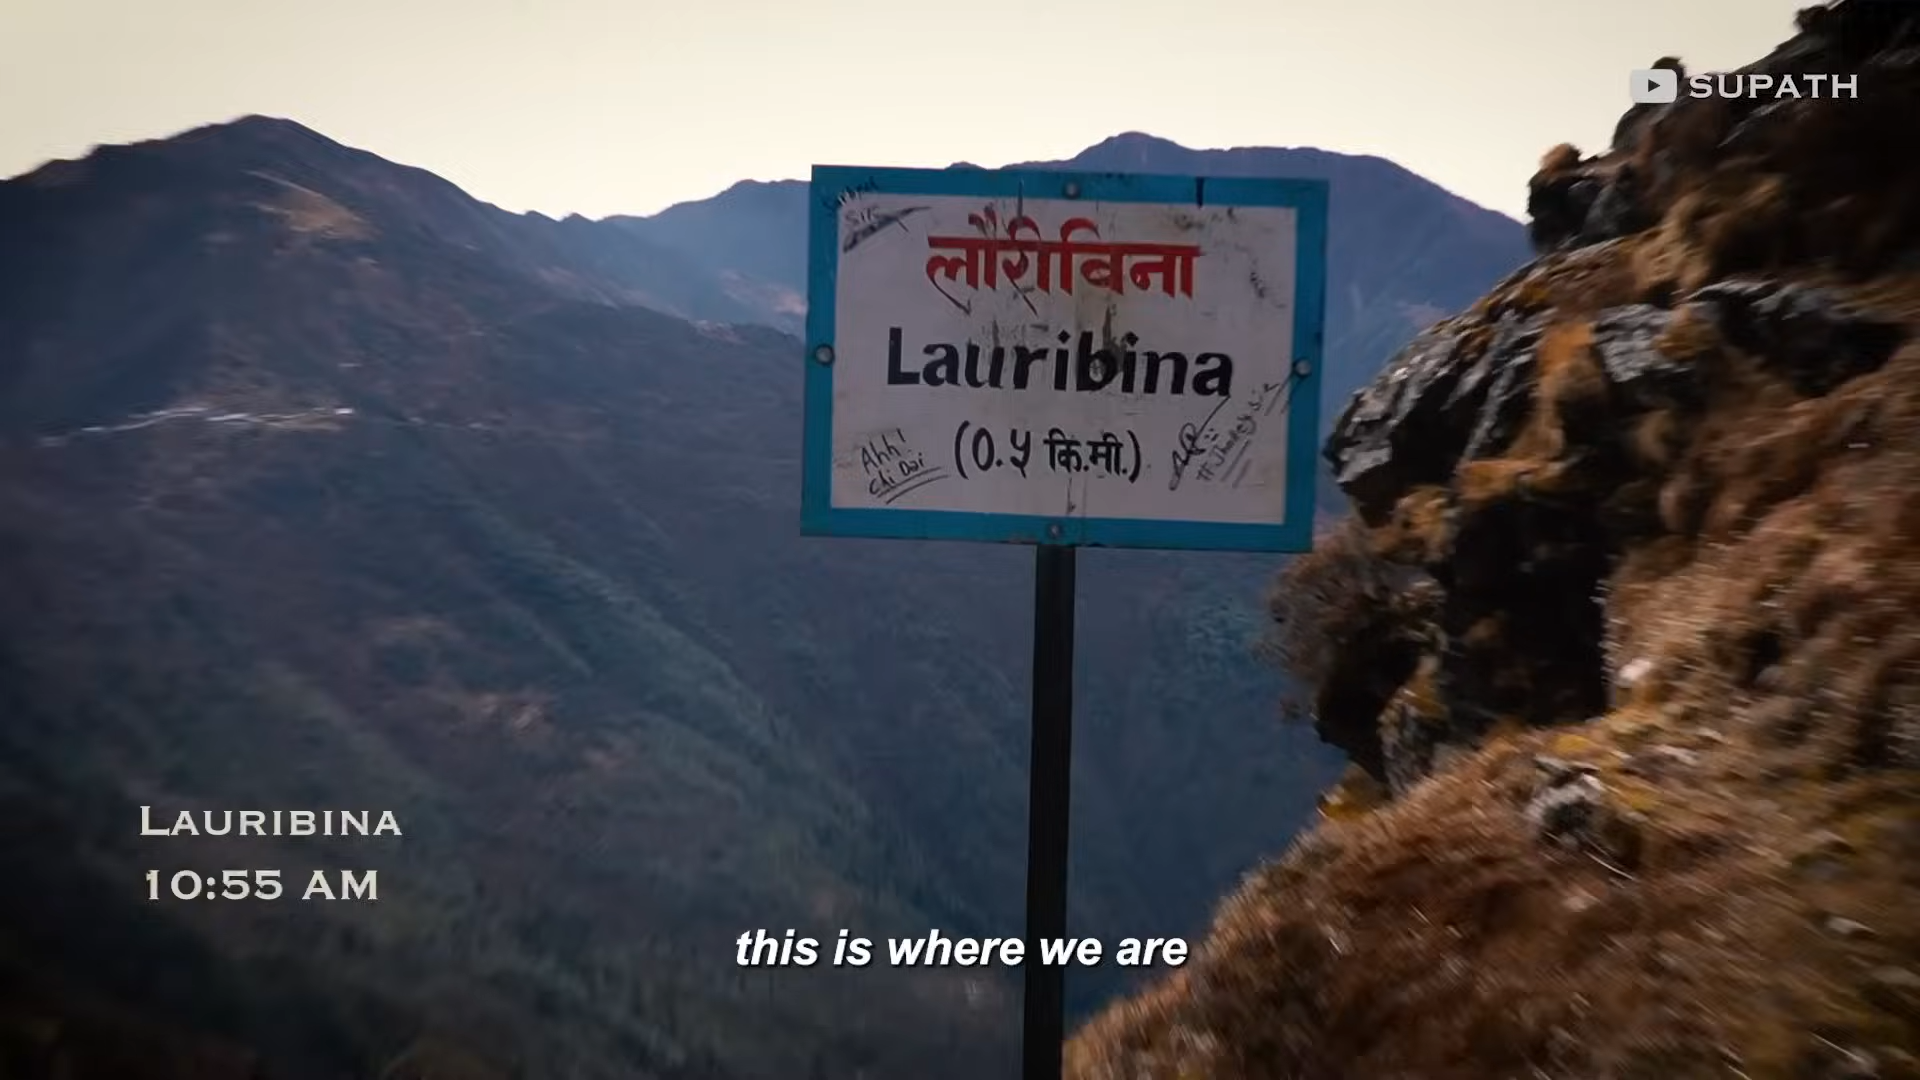 SUPATH
लौरीबिना
Lauribina
(0.५ कि.मी.)
Ahh!
Chi Dai
LAURIBINA
10:55 AM
this is where we are